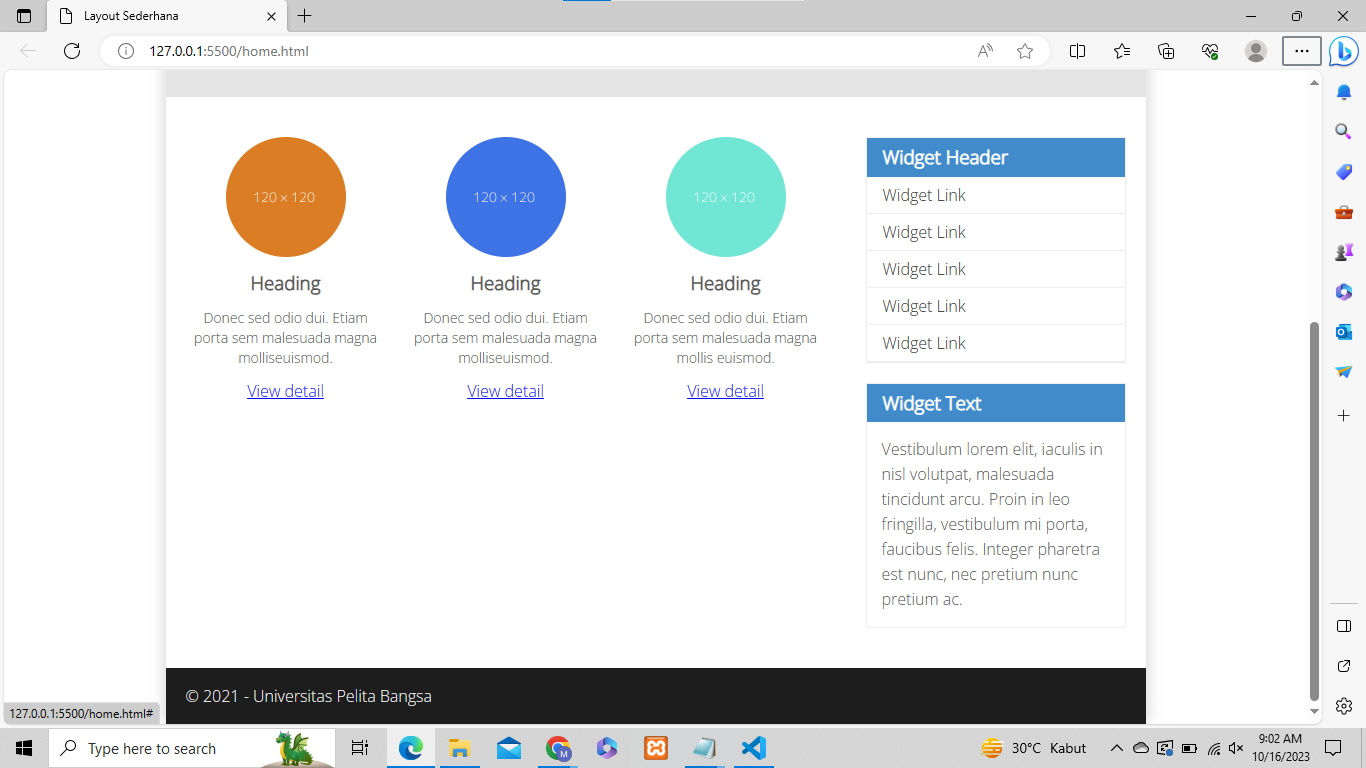 Layout Sederhana
127.0.0.1:5500/home.html
120 × 120
120 × 120
120 × 120
Heading
Heading
Heading
Donec sed odio dui. Etiam
porta sem malesuada magna
molliseuismod.
Donec sed odio dui. Etiam
porta sem malesuada magna
molliseuismod.
Donec sed odio dui. Etiam
porta sem malesuada magna
mollis euismod.
View detail
View detail
View detail
Widget Header
Widget Link
Widget Link
Widget Link
Widget Link
Widget Link
Widget Text
Vestibulum lorem elit, iaculis in
nisl volutpat, malesuada
tincidunt arcu. Proin in leo
fringilla, vestibulum mi porta,
faucibus felis. Integer pharetra
est nunc, nec pretium nunc
pretium ac.
© 2021 - Universitas Pelita Bangsa
127.0.0.1:5500/home.html#
Type here to search
M
30°C Kabut
9:02 AM
10/16/2023